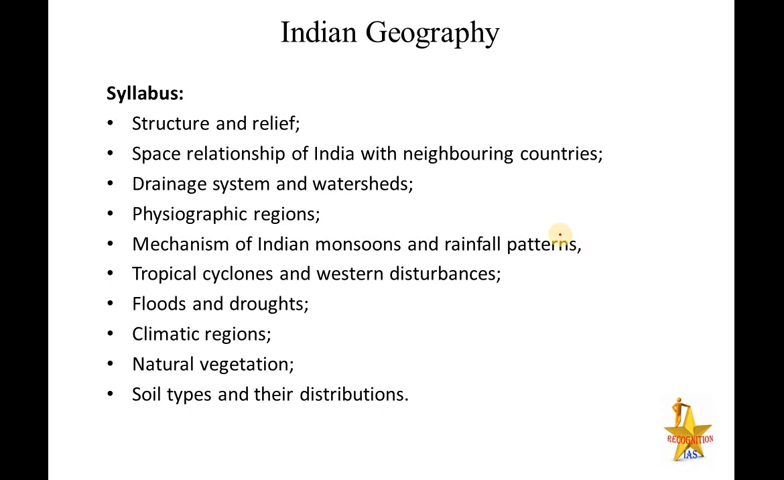 Indian Geography
Syllabus:
• Structure and relief;
• Space relationship of India with neighbouring countries;
• Drainage system and watersheds;
• Physiographic regions;
• Mechanism of Indian monsoons and rainfall patterns,
• Tropical cyclones and western disturbances;
• Floods and droughts;
• Climatic regions;
• Natural vegetation;
• Soil types and their distributions.
RECOGNITION
IAS